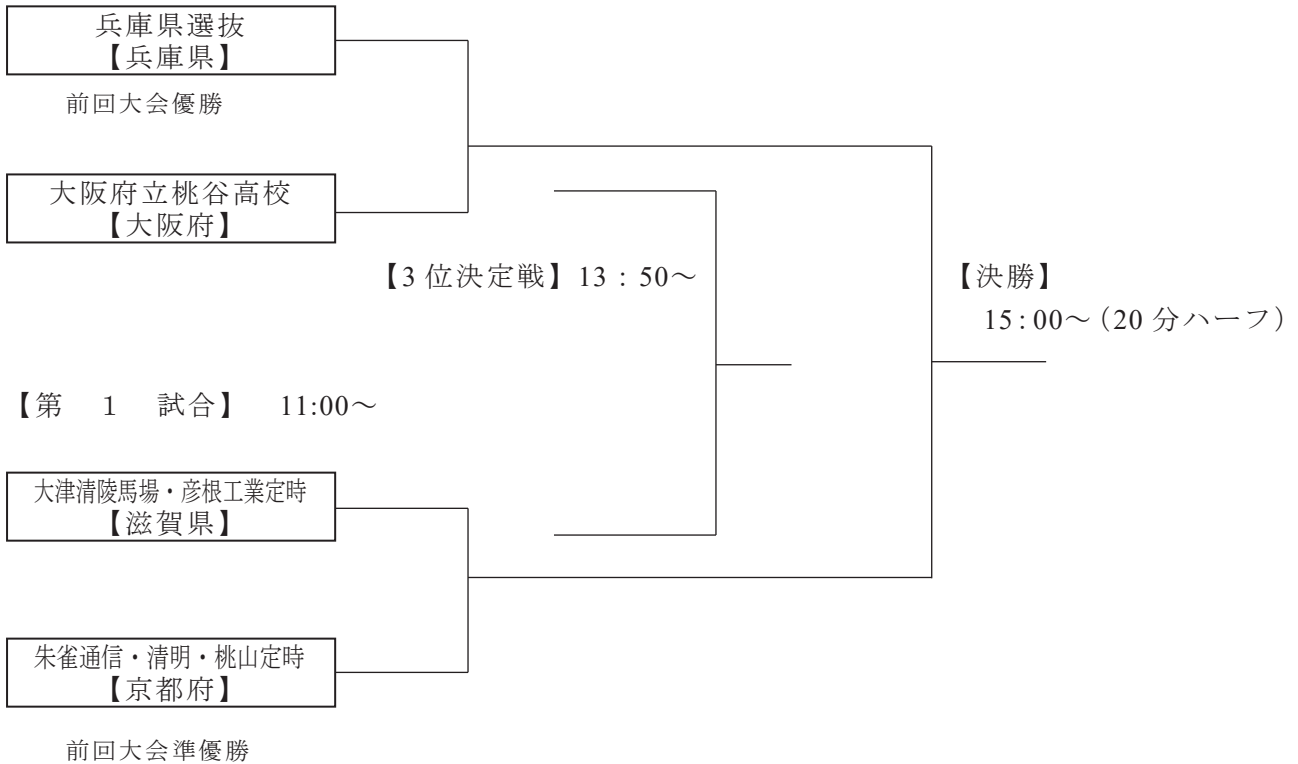 兵庫県選抜
【兵庫県】
前回大会優勝
大阪府立桃谷高校
【大阪府】
【3位決定戦】13：50～
【決勝】
15:00～（20分ハーフ）
【第　1　試合】　11:00～
大津清陵馬場・彦根工業定時
【滋賀県】
朱雀通信・清明・桃山定時
【京都府】
前回大会準優勝